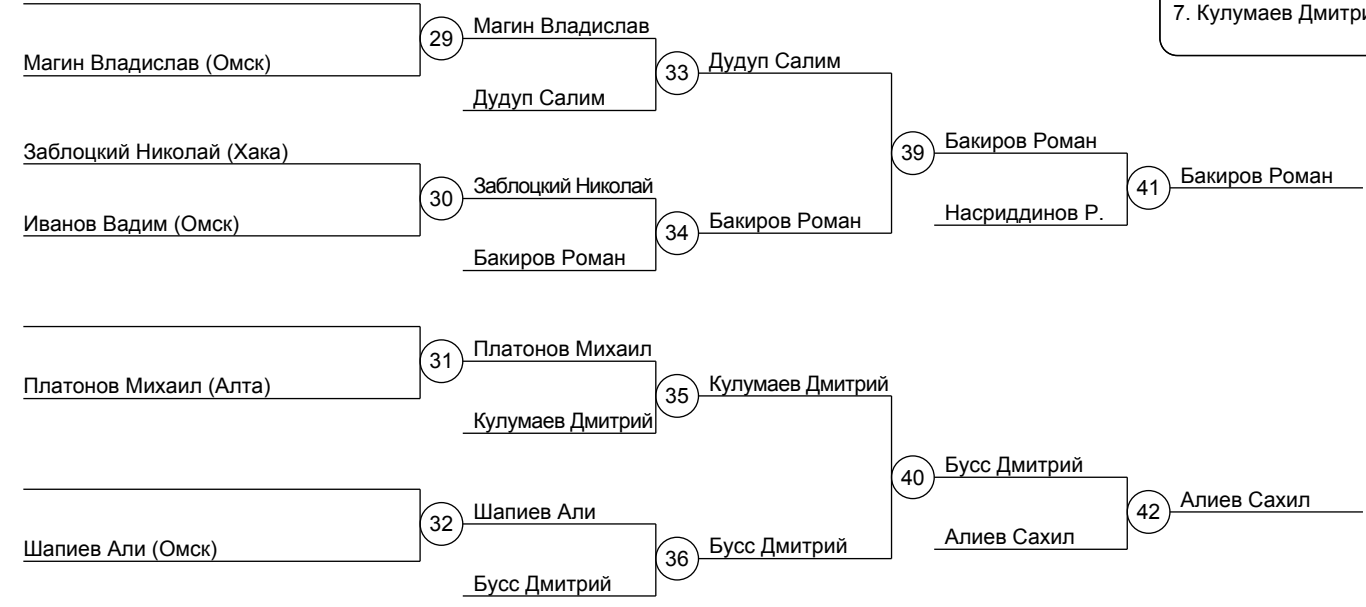 7. Кулумаев Дмитри
29
Магин Владислав
Магин Владислав (Омск)
33
Дудуп Салим
Дудуп Салим
Заблоцкий Николай (Хака)
39
Бакиров Роман
30
Заблоцкий Николай
41
Бакиров Роман
Иванов Вадим (Омск)
34
Бакиров Роман
Насриддинов Р.
Бакиров Роман
31
Платонов Михаил
Платонов Михаил (Алта)
35
Кулумаев Дмитрий
Кулумаев Дмитрий
40
Бусс Дмитрий
32
Шапиев Али
42
Алиев Сахил
Шапиев Али (Омск)
36
Бусс Дмитрий
Алиев Сахил
Бусс Дмитрий